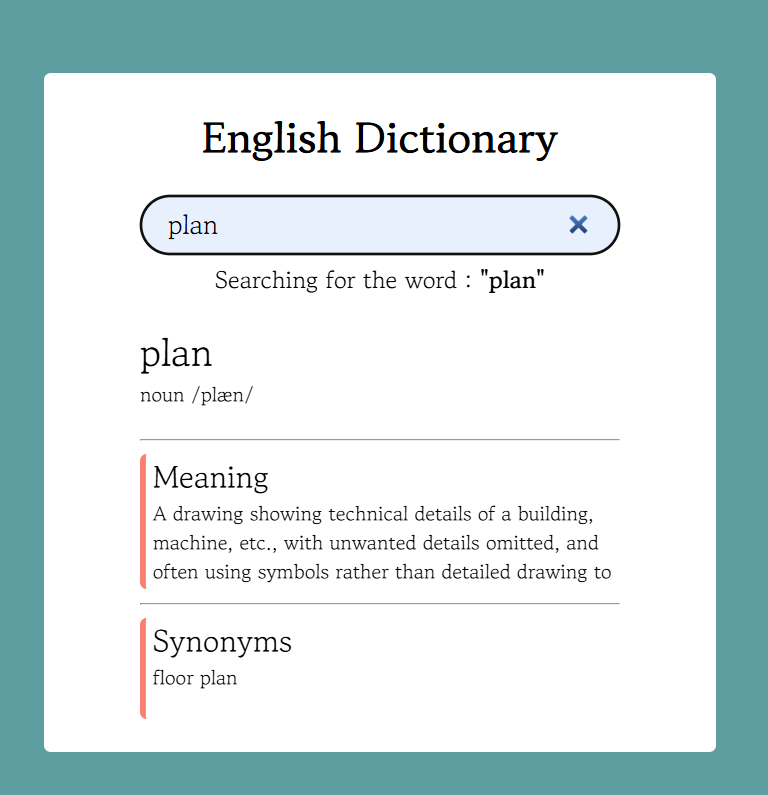 English Dictionary
plan
Searching for the word : "plan"
plan
noun /plæn/
Meaning
A drawing showing technical details of a building,
machine, etc., with unwanted details omitted, and
often using symbols rather than detailed drawing to
Synonyms
floor plan